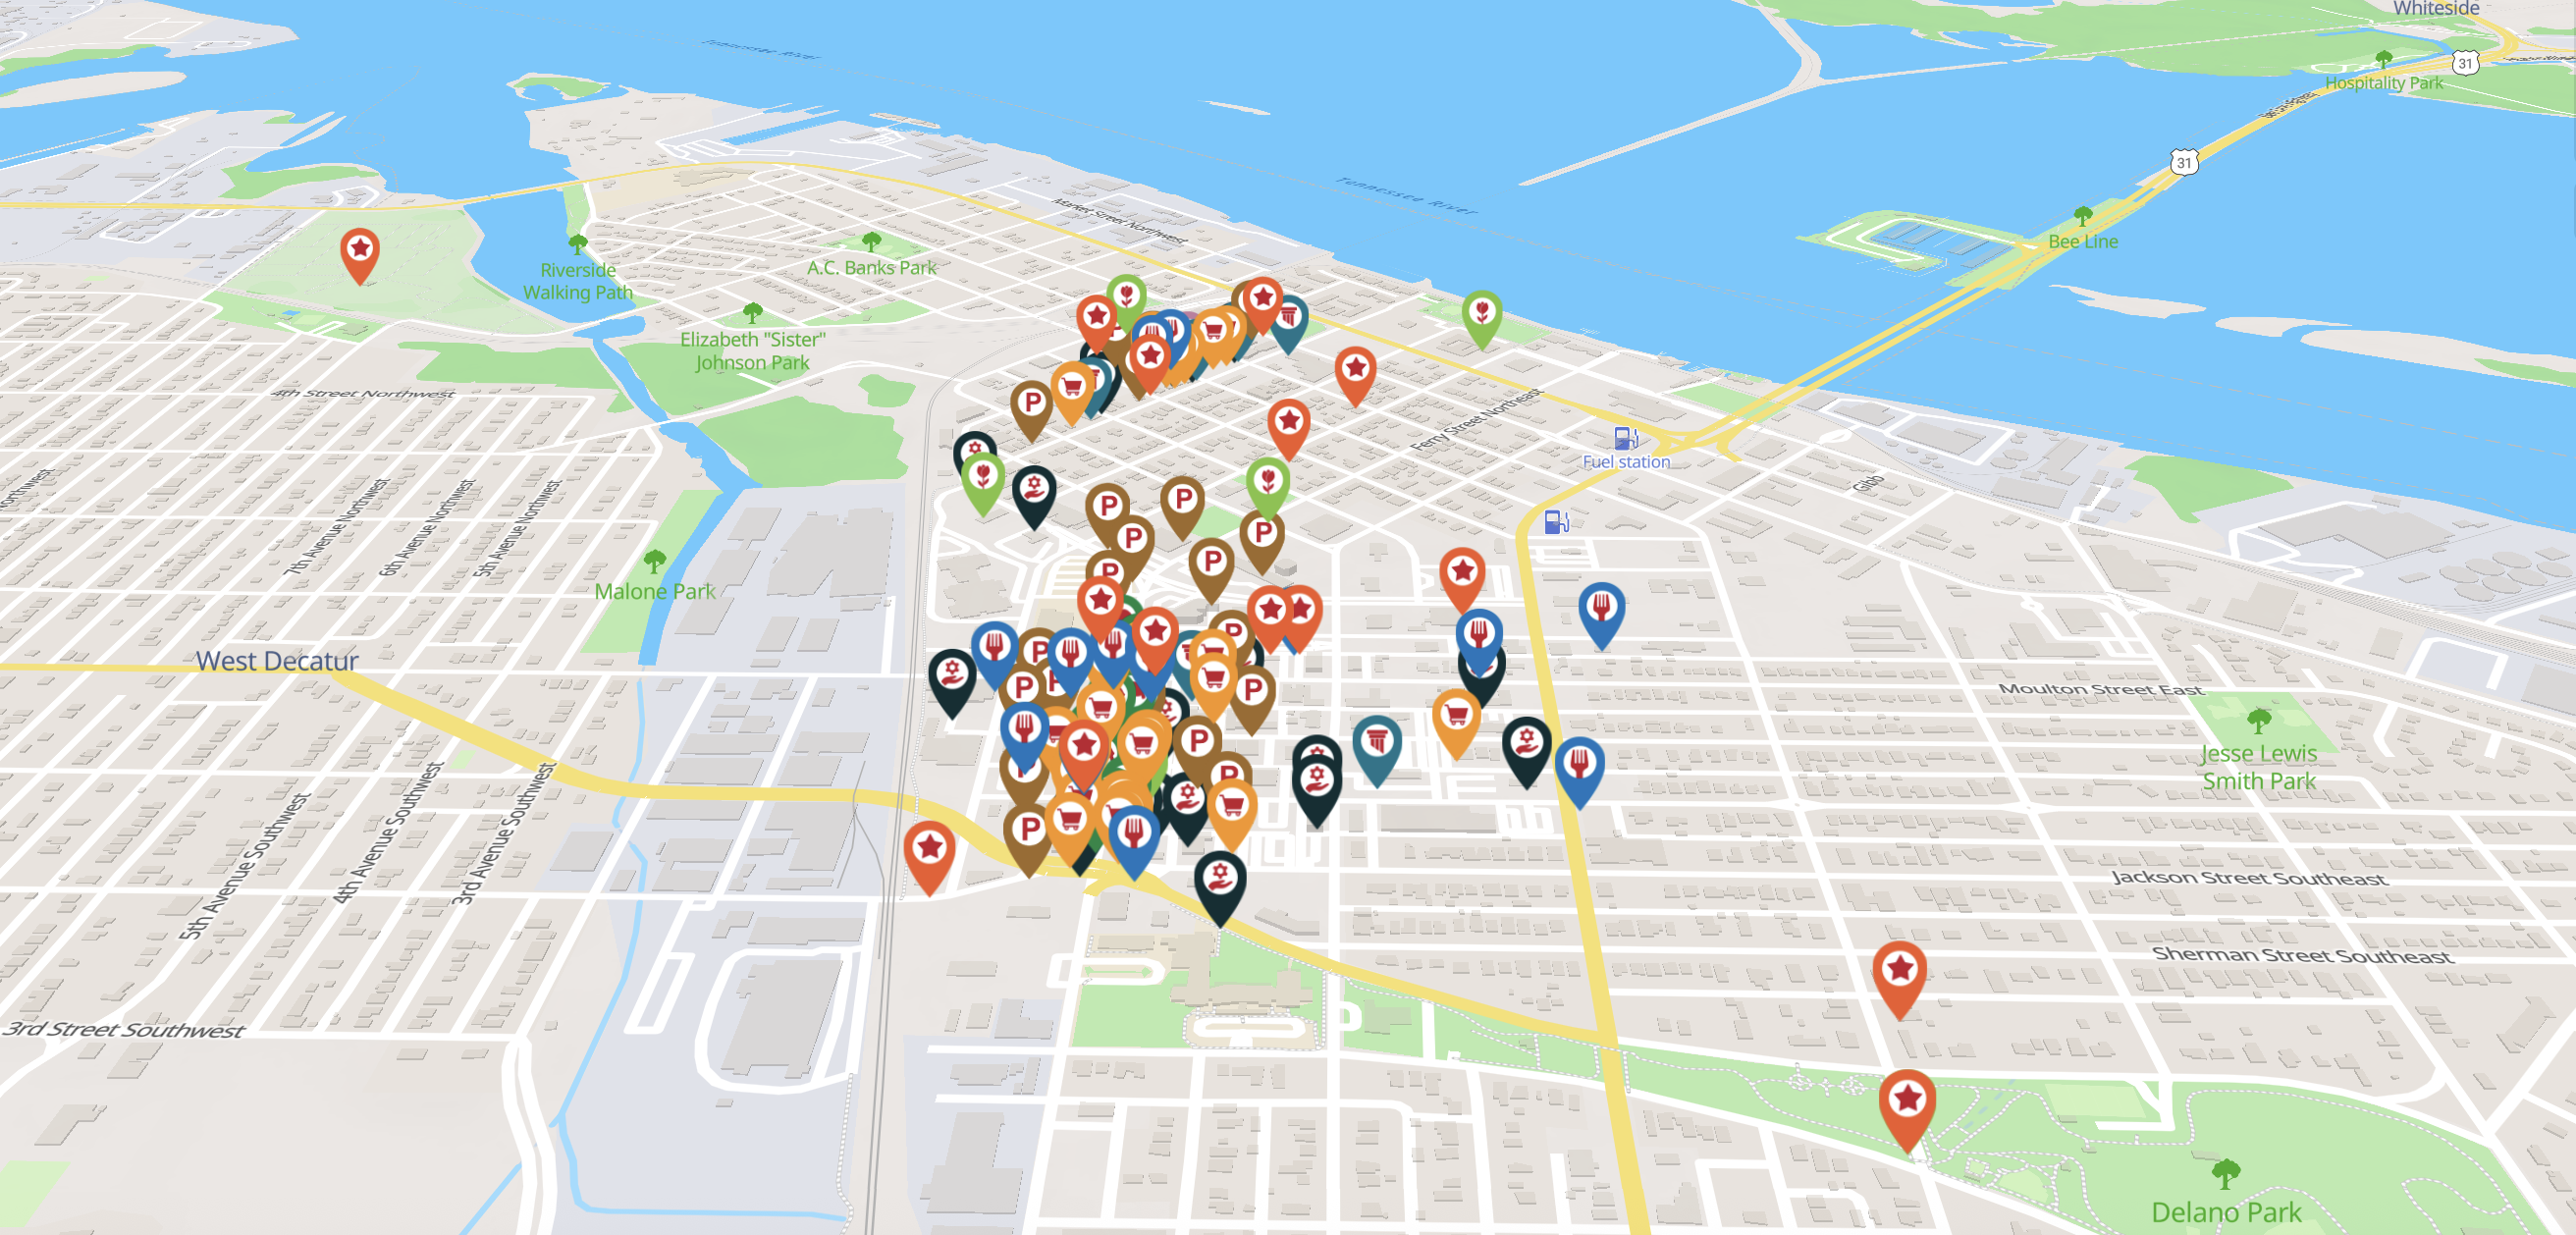 Whiteside
Tennessee River
31
Hospitality Park
31
Tennessee River
Market Street Northwest
Bee Line
A.C. Banks Park
Riverside
Walking Path
Elizabeth "Sister"
Johnson Park
4th Street Northwest
Ferry Street Northeast
Fuel station
Gibb
7th Avenue Northwest
6th Avenue Northwest
5th Avenue Northwest
Northwest
P
P
P
P
P
P
P
Malone Park
West Decatur
P
P
P
P
P
Moulton Street East
Jesse Lewis
Smith Park
P
P
P
5th Avenue Southwest
4th Avenue Southwest
3rd Avenue Southwest
Jackson Street Southeast
Sherman Street Southeast
3rd Street Southwest
Delano Park